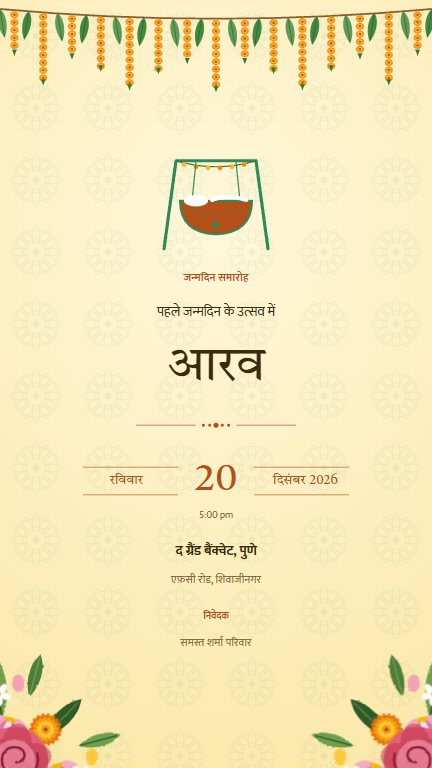 जन्मदिन समारोह
पहले जन्मदिन के उत्सव में
आरव
रविवार 20 दिसंबर 2026
5:00 pm
द ग्रैंड बैंक्वेट, पुणे
एफ़सी रोड, शिवाजीनगर
निवेदक
समस्त शर्मा परिवार